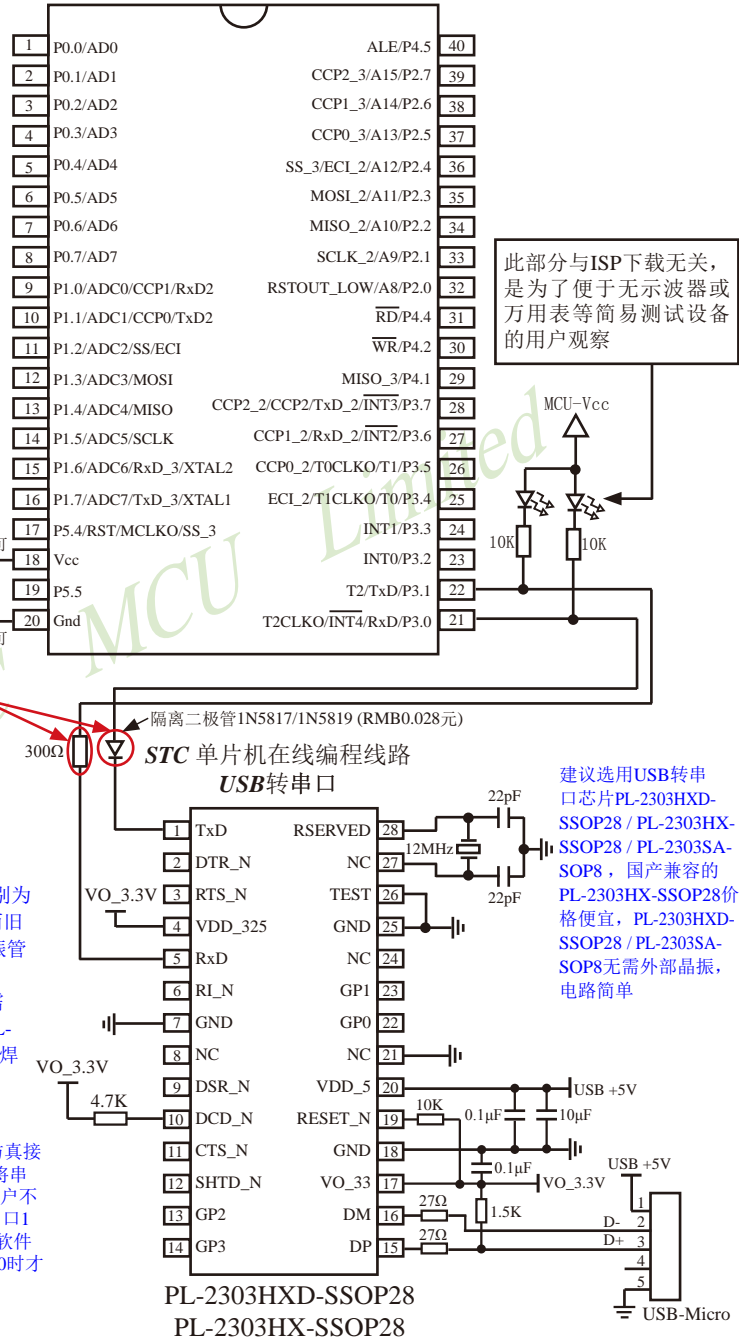 1 P0.0/AD0 ALE/P4.5 40
2 P0.1/AD1 CCP2_3/A15/P2.7 39
3 P0.2/AD2 CCP1_3/A14/P2.6 38
4 P0.3/AD3 CCP0_3/A13/P2.5 37
5 P0.4/AD4 SS_3/ECI_2/A12/P2.4 36
6 P0.5/AD5 MOSI_2/A11/P2.3 35
7 P0.6/AD6 MISO_2/A10/P2.2 34
8 P0.7/AD7 SCLK_2/A9/P2.1 33
9 P1.0/ADC0/CCP1/RxD2 RSTOUT_LOW/A8/P2.0 32
10 P1.1/ADC1/CCP0/TxD2 RD/P4.4 31
11 P1.2/ADC2/SS/ECI WR/P4.2 30
12 P1.3/ADC3/MOSI MISO_3/P4.1 29
13 P1.4/ADC4/MISO CCP2_2/CCP2/TxD_2/INT3/P3.7 28
14 P1.5/ADC5/SCLK CCP1_2/RxD_2/INT2/P3.6 27
15 P1.6/ADC6/RxD_3/XTAL2 CCP0_2/T0CLKO/T1/P3.5 26
16 P1.7/ADC7/TxD_3/XTAL1 ECI_2/T1CLKO/T0/P3.4 25
17 P5.4/RST/MCLKO/SS_3 INT1/P3.3 24
18 Vcc INT0/P3.2 23
19 P5.5 T2/TxD/P3.1 22
20 Gnd T2CLKO/INT4/RxD/P3.0 21
可
可
MCU Limited
此部分与ISP下载无关，
是为了便于无示波器或
万用表等简易测试设备
的用户观察
MCU-Vcc
10K 10K
隔离二极管1N5817/1N5819 (RMB0.028元)
300Ω
STC 单片机在线编程线路
USB转串口
1 TxD RSERVED 28
2 DTR_N NC 27
3 RTS_N TEST 26
4 VDD_325 GND 25
5 RxD NC 24
6 RI_N GP1 23
7 GND GP0 22
8 NC NC 21
9 DSR_N VDD_5 20
10 DCD_N RESET_N 19
11 CTS_N GND 18
12 SHTD_N VO_33 17
13 GP2 DM 16
14 GP3 DP 15
PL-2303HXD-SSOP28
PL-2303HX-SSOP28
VO_3.3V
VO_3.3V
4.7K
22pF
12MHz
22pF
建议选用USB转串
口芯片PL-2303HXD-
SSOP28 / PL-2303HX-
SSOP28 / PL-2303SA-
SOP8，国产兼容的
PL-2303HX-SSOP28价
格便宜，PL-2303HXD-
SSOP28 / PL-2303SA-
SOP8无需外部晶振，
电路简单
USB +5V
10K
0.1μF 10μF
0.1μF
VO_3.3V
27Ω
1.5K
27Ω
USB +5V
D-
D+
1
2
3
4
5
USB-Micro
别为
旧
振管
L-
焊
仿真接
将串
户不
口1
软件
0时才